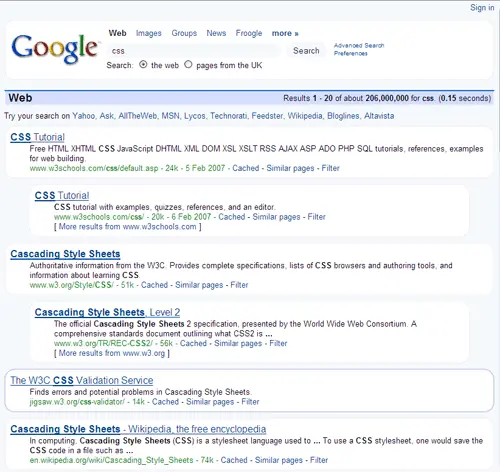 Sign in
Web Images Groups News Froogle more »
Google
css Search Advanced Search
Preferences
Search: the web pages from the UK
Web Results 1 - 20 of about 206,000,000 for css. (0.15 seconds)
Try your search on Yahoo, Ask, AllTheWeb, MSN, Lycos, Technorati, Feedster, Wikipedia, Bloglines, Altavista
CSS Tutorial
Free HTML XHTML CSS JavaScript DHTML XML DOM XSL XSLT RSS AJAX ASP ADO PHP SQL tutorials, references, examples
for web building.
www.w3schools.com/css/default.asp - 24k - 5 Feb 2007 - Cached - Similar pages - Filter
CSS Tutorial
CSS tutorial with examples, quizzes, references, and an editor.
www.w3schools.com/css/ - 20k - 6 Feb 2007 - Cached - Similar pages - Filter
[ More results from www.w3schools.com ]
Cascading Style Sheets
Authoritative information from the W3C. Provides complete specifications, lists of CSS browsers and authoring tools, and
information about learning CSS.
www.w3.org/Style/CSS/ - 51k - Cached - Similar pages - Filter
Cascading Style Sheets, Level 2
The official Cascading Style Sheets 2 specification, presented by the World Wide Web Consortium. A
comprehensive standards document outlining what CSS2 is ...
www.w3.org/TR/REC-CSS2/ - 56k - Cached - Similar pages - Filter
[ More results from www.w3.org ]
The W3C CSS Validation Service
Finds errors and potential problems in Cascading Style Sheets.
jigsaw.w3.org/css-validator/ - 14k - Cached - Similar pages - Filter
Cascading Style Sheets - Wikipedia, the free encyclopedia
In computing. Cascading Style Sheets (CSS) is a stylesheet language used to ... To use a CSS stylesheet, one would save the
CSS code in a file such as ...
en.wikipedia.org/wiki/Cascading_Style_Sheets - 74k - Cached - Similar pages - Filter